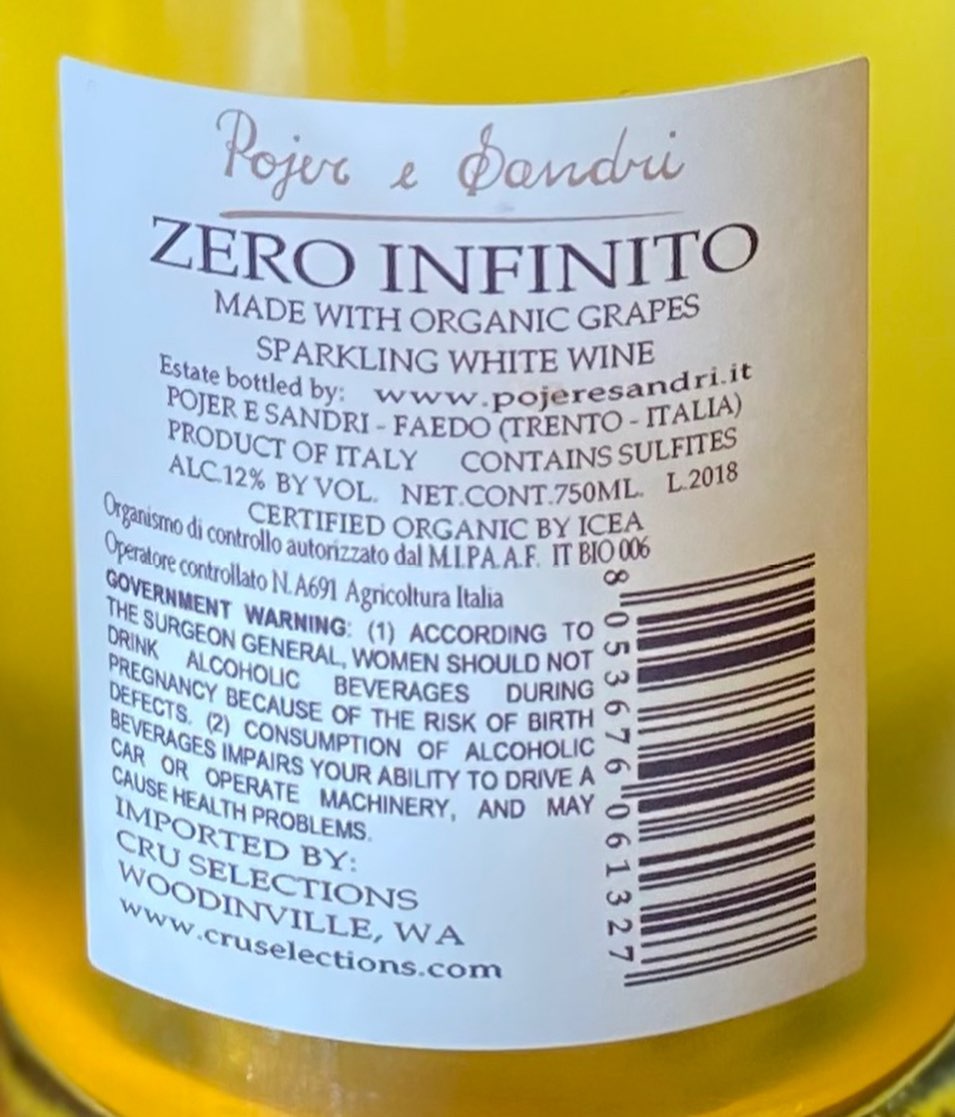 Pojer e Sandri
ZERO INFINITO
MADE WITH ORGANIC GRAPES
SPARKLING WHITE WINE
Estate bottled by: www.pojeresandri.it
POJER E SANDRI - FAEDO (TRENTO - ITALIA)
PRODUCT OF ITALY CONTAINS SULFITES
ALC.12% BY VOL. NET.CONT.750ML. L.2018
CERTIFIED ORGANIC BY ICEA
Organismo di controllo autorizzato dal M.I.P.A.A.F. IT BIO 006
Operatore controllato N. A691 Agricoltura Italia
GOVERNMENT WARNING: (1) ACCORDING TO
THE SURGEON GENERAL, WOMEN SHOULD NOT
DRINK ALCOHOLIC BEVERAGES DURING
PREGNANCY BECAUSE OF THE RISK OF BIRTH
DEFECTS. (2) CONSUMPTION OF ALCOHOLIC
BEVERAGES IMPAIRS YOUR ABILITY TO DRIVE A
CAR OR OPERATE MACHINERY, AND MAY
CAUSE HEALTH PROBLEMS.
IMPORTED BY:
CRU SELECTIONS
WOODINVILLE, WA
www.cruselections.com
8 053676 061327